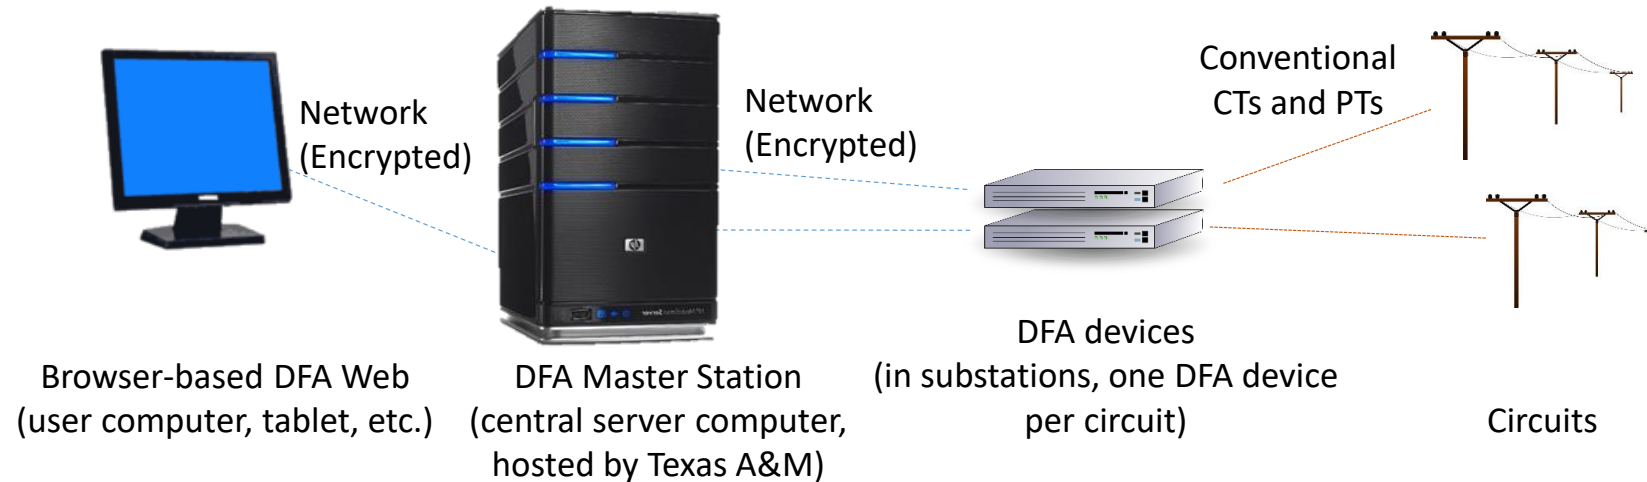 Network
(Encrypted)
Network
(Encrypted)
Conventional
CTs and PTs
Browser-based DFA Web
(user computer, tablet, etc.)
DFA Master Station
(central server computer,
hosted by Texas A&M)
DFA devices
(in substations, one DFA device
per circuit)
Circuits
hp